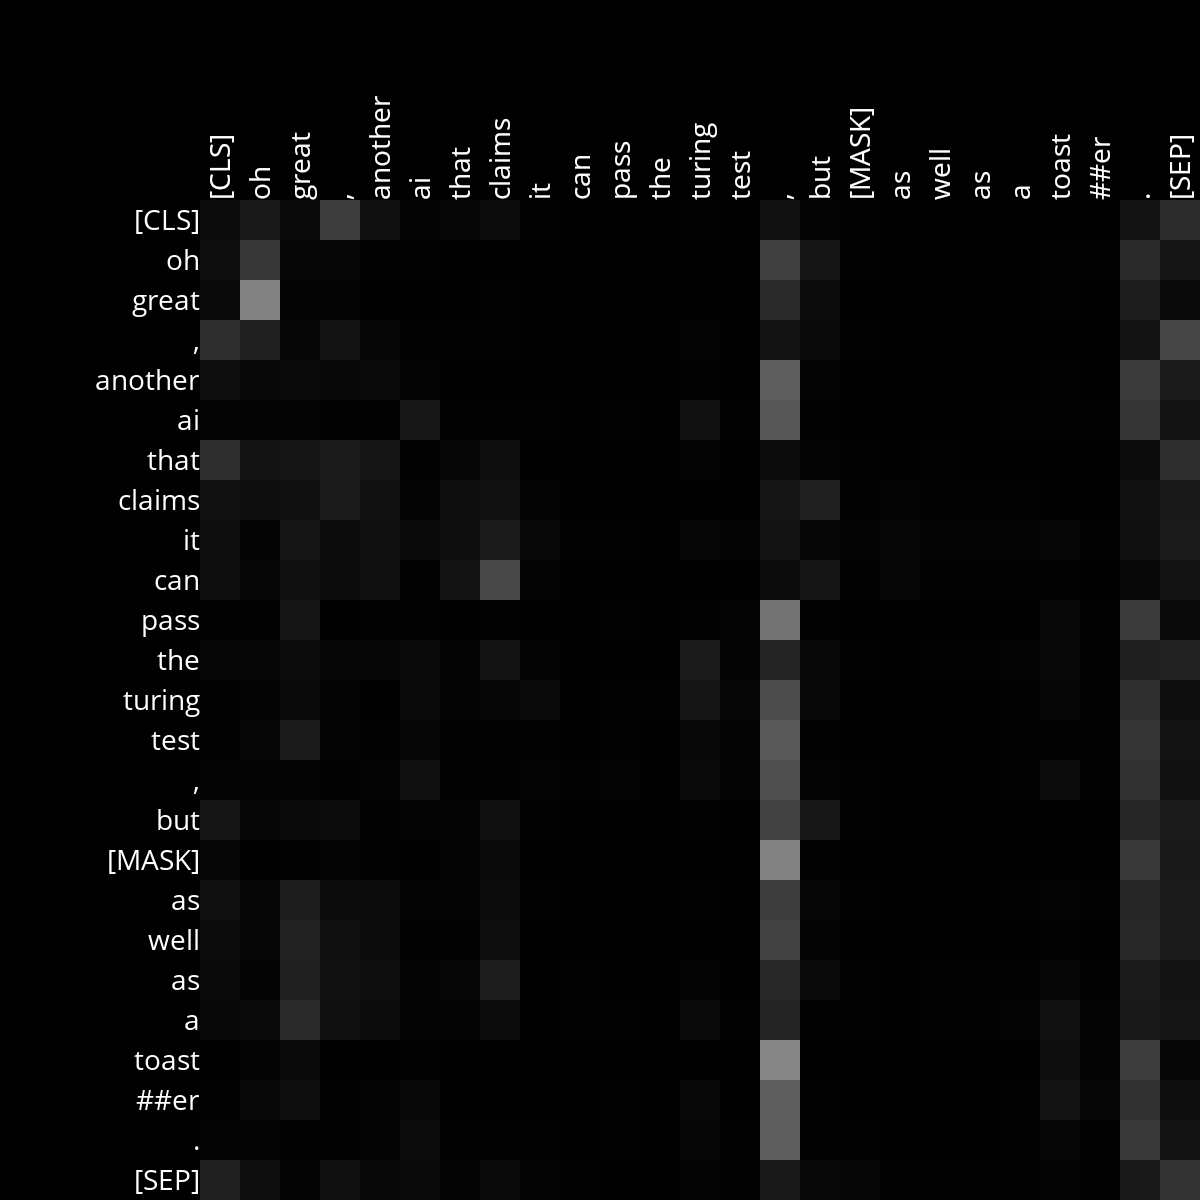 [CLS] oh great , another ai that claims it can pass the turing test , but [MASK] as well as a toast ##er . [SEP]
[CLS]
oh
great
,
another
ai
that
claims
it
can
pass
the
turing
test
,
but
[MASK]
as
well
as
a
toast
##er
.
[SEP]